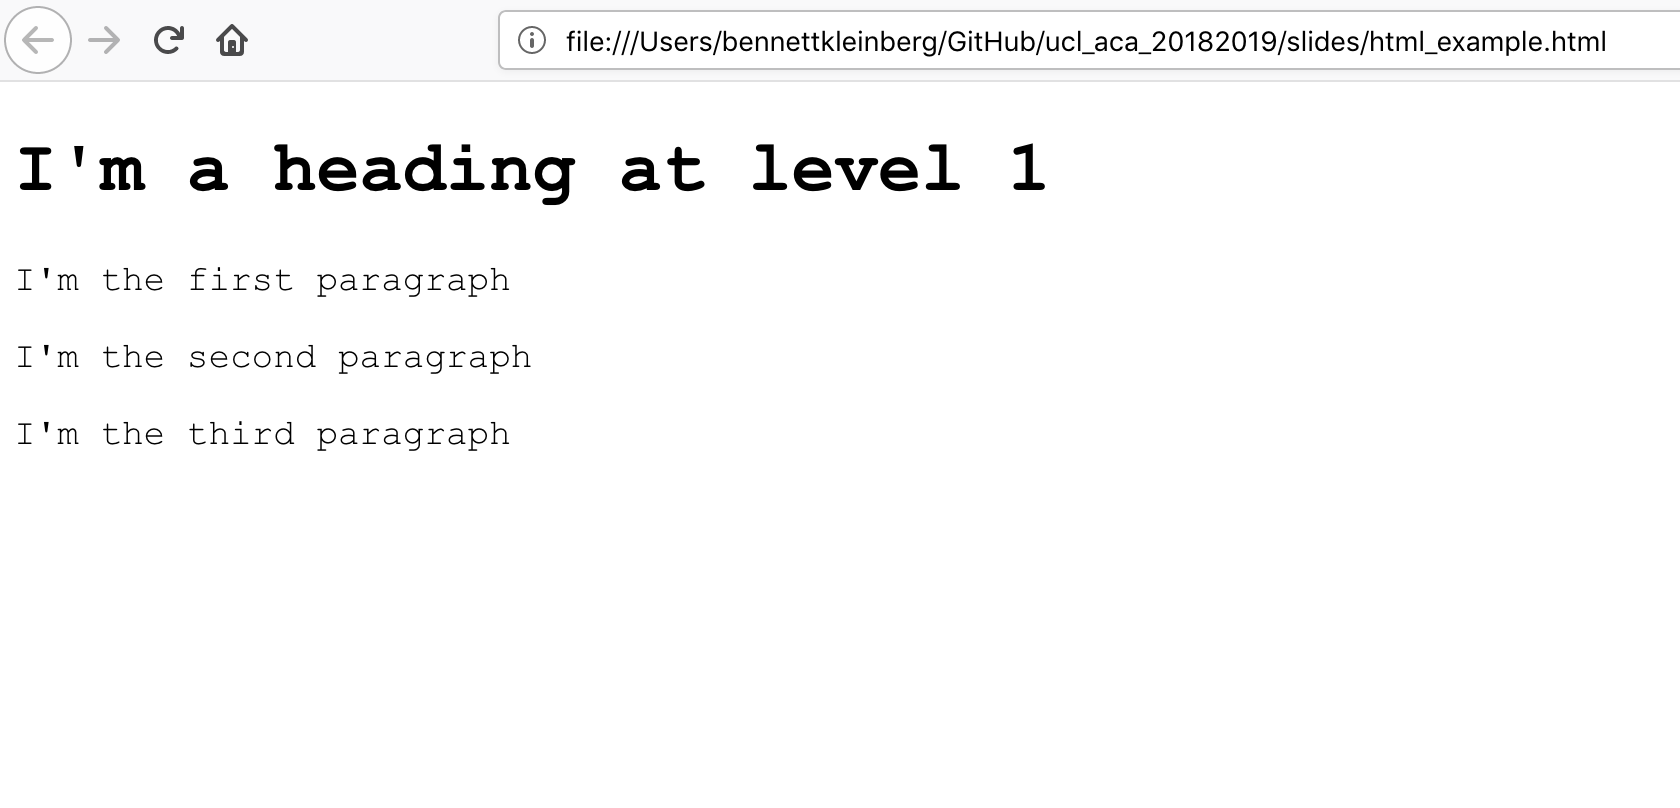 file:///Users/bennettkleinberg/GitHub/ucl_aca_20182019/slides/html_example.html
I'm a heading at level 1
I'm the first paragraph
I'm the second paragraph
I'm the third paragraph